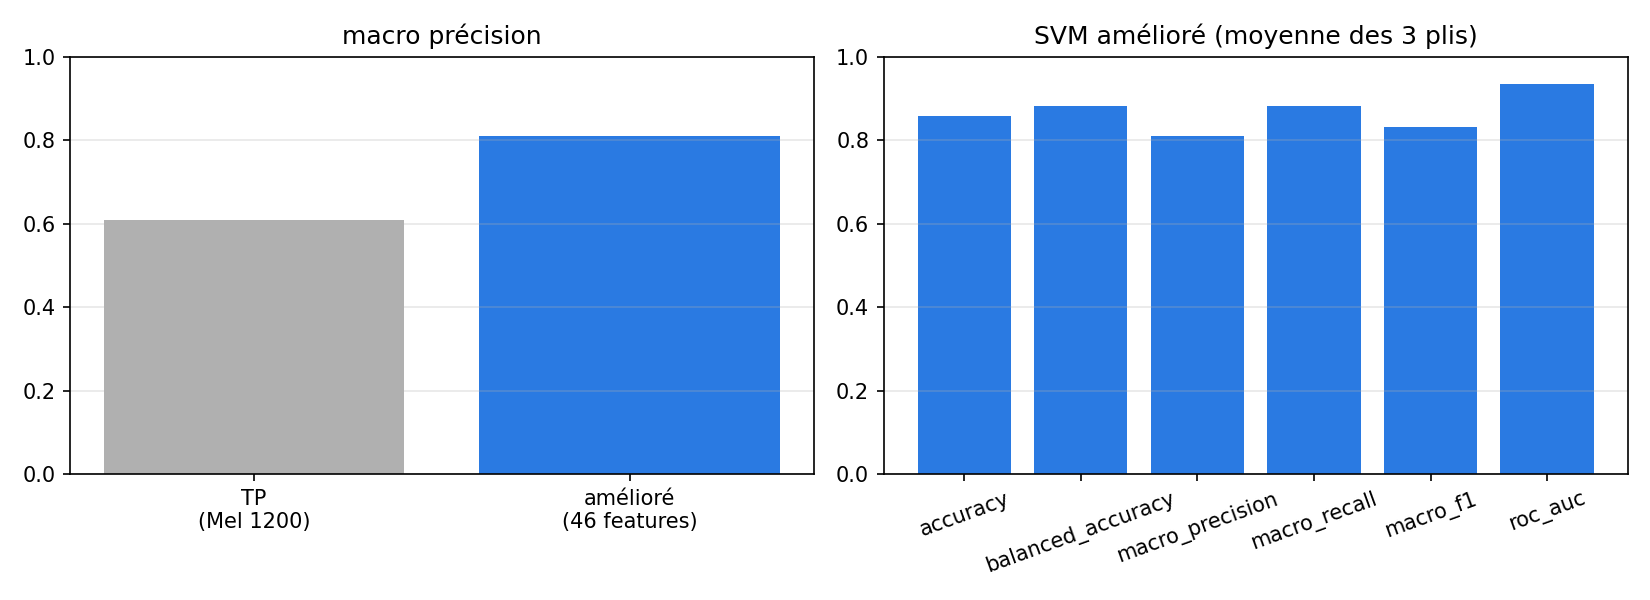 macro précision
1.0
0.8
0.6
0.4
0.2
0.0
TP
(Mel 1200)
amélioré
(46 features)
SVM amélioré (moyenne des 3 plis)
1.0
0.8
0.6
0.4
0.2
0.0
accuracy
balanced_accuracy
macro_precision
macro_recall
macro_f1
roc_auc